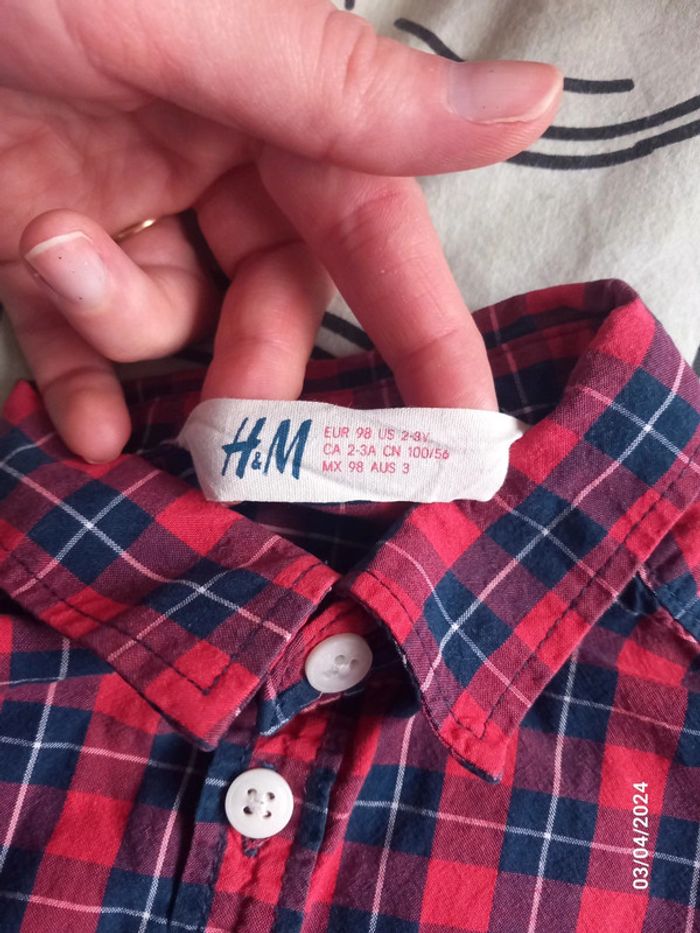 H&M
EUR 98 US 2-3Y
CA 2-3A CN 100/56
MX 98 AUS 3
03/04/2024